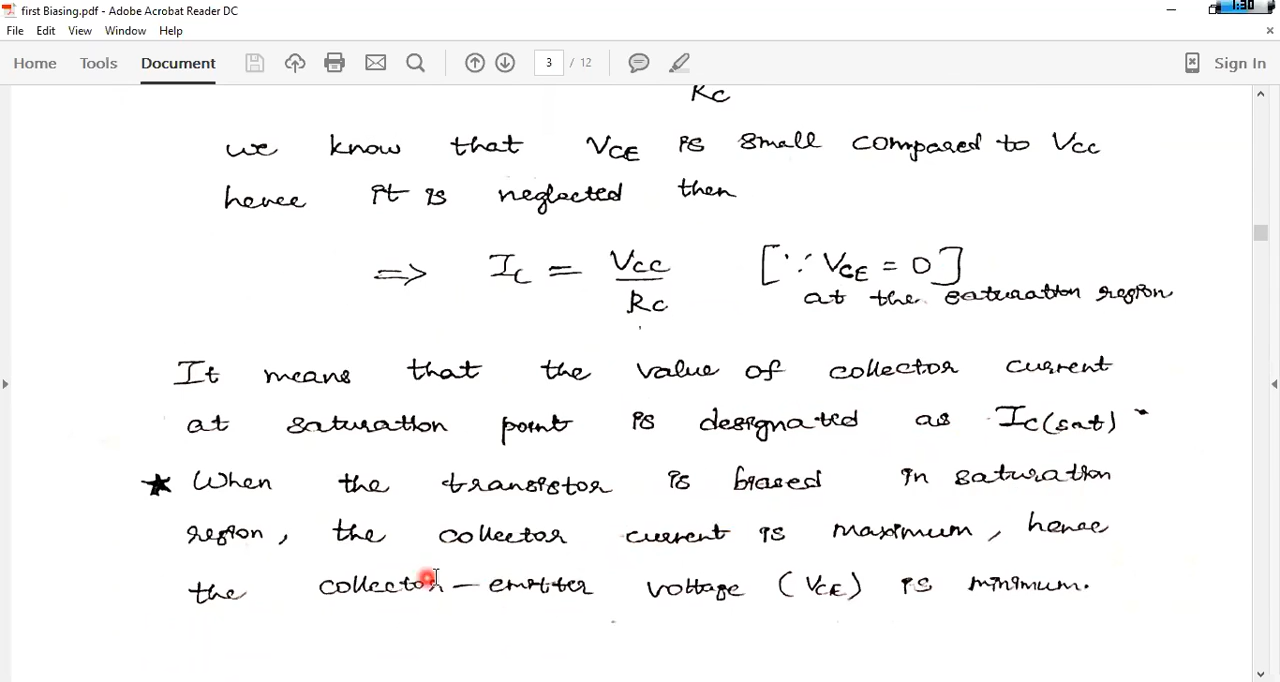 first Biasing.pdf - Adobe Acrobat Reader DC
1:30
File Edit View Window Help
Home Tools Document 3 / 12 Sign In
RC
we know that VCE is small compared to VCC
hence it is neglected then
=> IC = VCC / RC [∵ VCE = 0]
at the saturation region
It means that the value of collector current
at saturation point is designated as IC(sat)
★ When the transistor is biased in saturation
region, the collector current is maximum, hence
the collector - emitter voltage (VCE) is minimum.